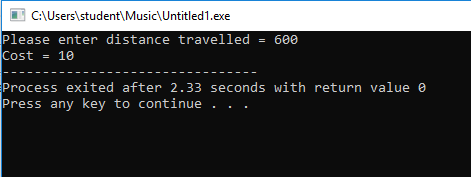 C:\Users\student\Music\Untitled1.exe
Please enter distance travelled = 600
Cost = 10
--------------------------------
Process exited after 2.33 seconds with return value 0
Press any key to continue . . .